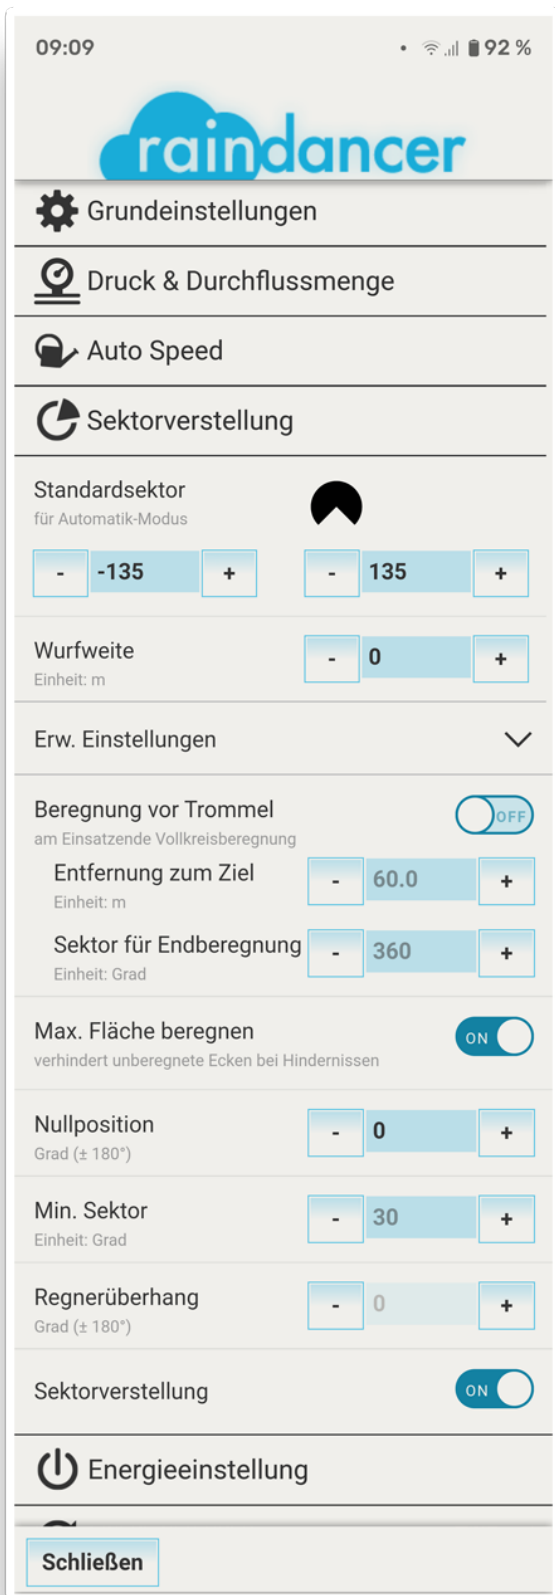 09:09 92 %
raindancer
Grundeinstellungen
Druck & Durchflussmenge
Auto Speed
Sektorverstellung
Standardsektor
für Automatik-Modus
- -135 + - 135 +
Wurfweite - 0 +
Einheit: m
Erw. Einstellungen
Beregnung vor Trommel OFF
am Einsatzende Vollkreisberegnung
Entfernung zum Ziel - 60.0 +
Einheit: m
Sektor für Endberegnung - 360 +
Einheit: Grad
Max. Fläche beregnen ON
verhindert unberegnete Ecken bei Hindernissen
Nullposition - 0 +
Grad (± 180°)
Min. Sektor - 30 +
Einheit: Grad
Regnerüberhang - 0 +
Grad (± 180°)
Sektorverstellung ON
Energieeinstellung
Schließen